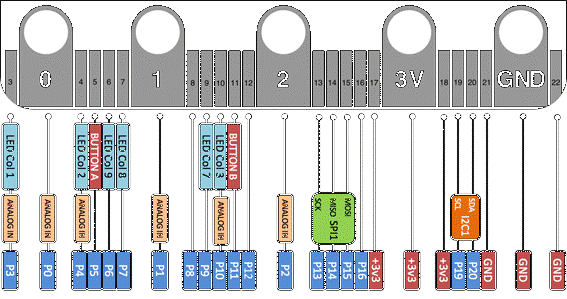 3 0 4 5 6 7 1 8 9 10 11 12 2 13 14 15 16 17 3V 18 19 20 21 GND 22
LED Col 1 LED Col 2 BUTTON A LED Col 9 LED Col 8 LED Col 7 LED Col 3 BUTTON B
ANALOG IN ANALOG IN ANALOG IN ANALOG IN ANALOG IN ANALOG IN
SCK MISO MOSI SPI1
SCL SDA I2C1
P3 P0 P4 P5 P6 P7 P1 P8 P9 P10 P11 P12 P2 P13 P14 P15 P16 +3v3 +3v3 +3v3 P19 P20 GND GND GND